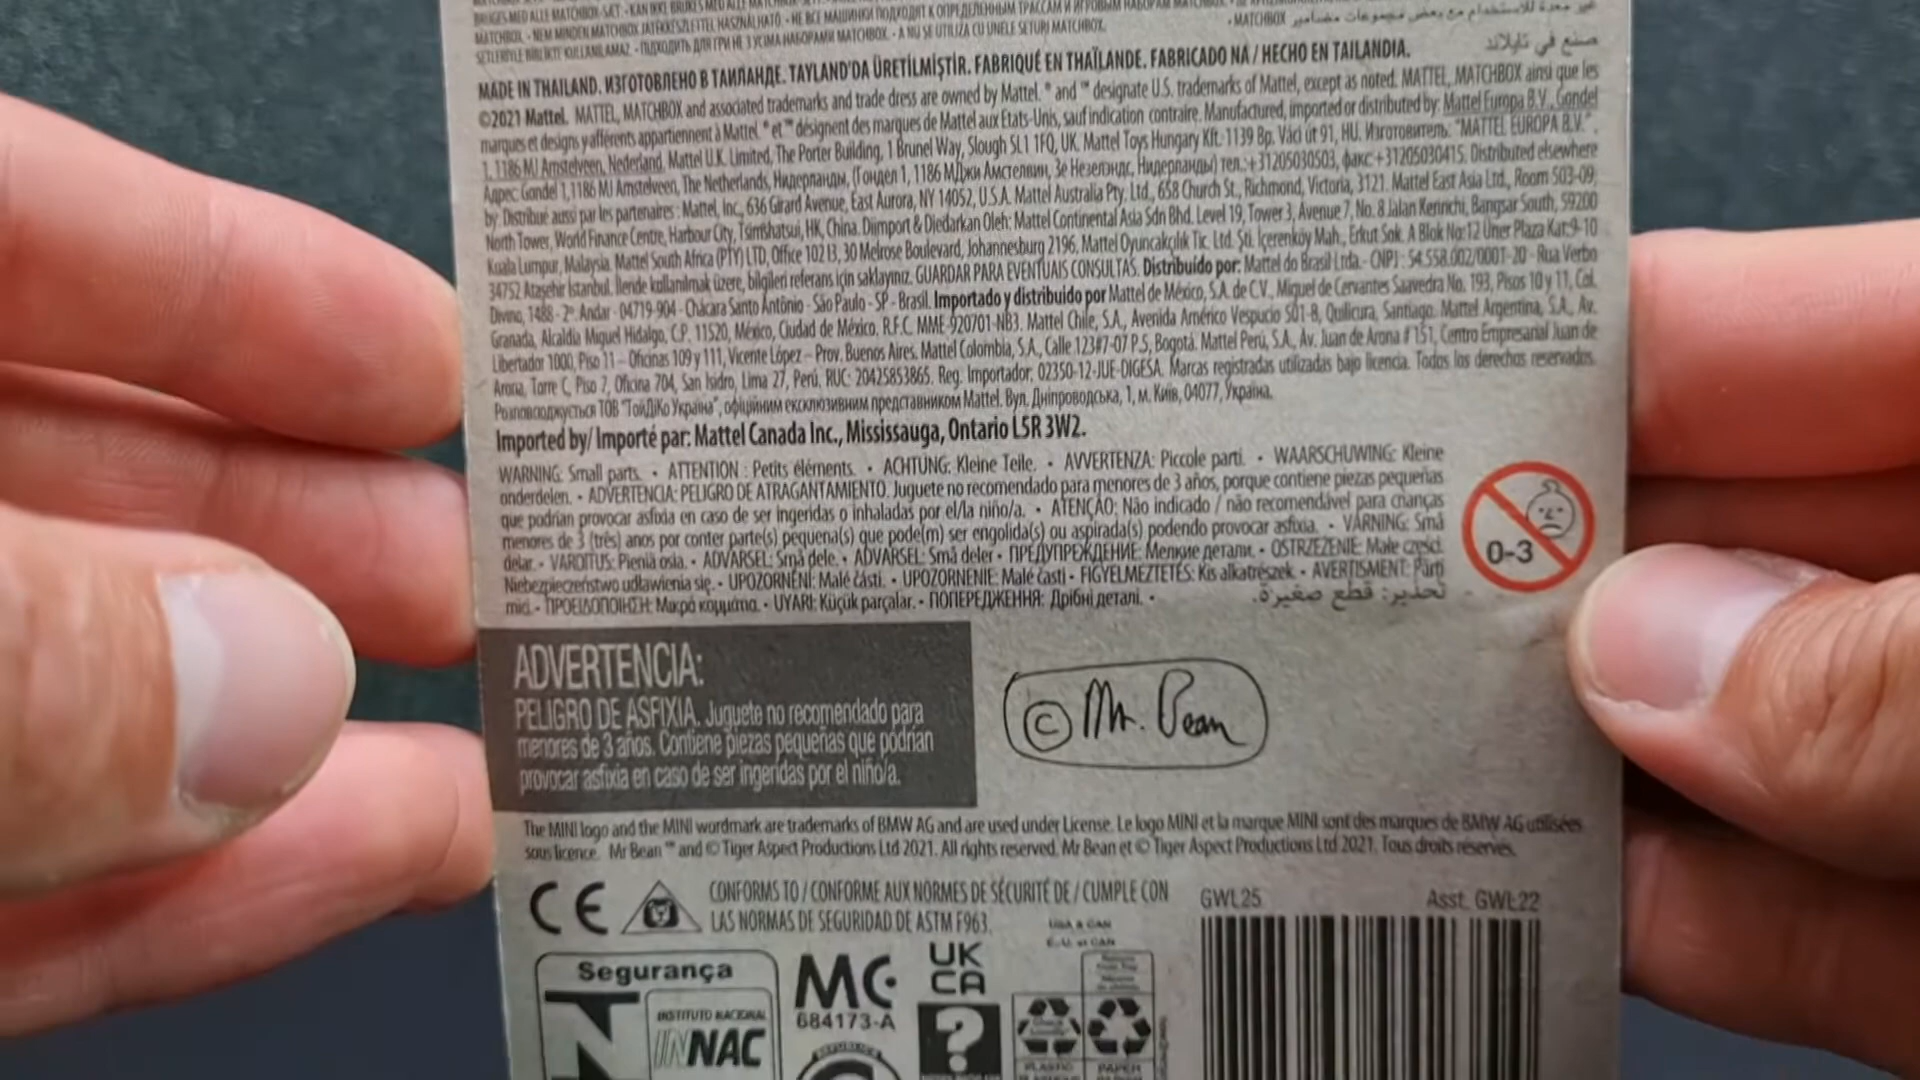 MATCHBOX. - NEM MINDEN MATCHBOX JÁTÉKKÉSZLETTEL HASZNÁLHATÓ - НЕ ВСЕ МАШИНКИ ПОДХОДЯТ К ОПРЕДЕЛЕННЫМ ТРАССАМ И ИГРОВЫМ НАБОРАМ
SETLERİYLE BİRLİKTE KULLANILAMAZ. - ПІДХОДИТЬ ДЛЯ ГРИ НЕ З УСІМА НАБОРАМИ MATCHBOX. - A NU SE UTILIZA CU UNELE SETURI MATCHBOX.
صنع في تايلاند
MADE IN THAILAND. ИЗГОТОВЛЕНО В ТАИЛАНДЕ. TAYLAND'DA ÜRETİLMİŞTİR. FABRIQUÉ EN THAÏLANDE. FABRICADO NA / HECHO EN TAILANDIA.
©2021 Mattel. MATTEL, MATCHBOX and associated trademarks and trade dress are owned by Mattel. ® and ™ designate U.S. trademarks of Mattel, except as noted. MATTEL, MATCHBOX ainsi que les
marques et designs y afférents appartiennent à Mattel. ® et ™ désignent des marques de Mattel aux États-Unis, sauf indication contraire. Manufactured, imported or distributed by: Mattel Europa B.V., Gondel
1, 1186 MJ Amstelveen, Nederland. Mattel U.K. Limited, The Porter Building, 1 Brunel Way, Slough SL1 1FQ, UK. Mattel Toys Hungary Kft. 1139 Bp. Váci út 91, HU. Изготовитель: "MATTEL EUROPA B.V.".
Адрес: Gondel 1, 1186 MJ Amstelveen, The Netherlands, Нидерланды, (Гондел 1, 1186 МДжи Амстелвин, Зе Незелэндс, Нидерланды) тел.:+31205030503, факс:+31205030415. Distributed elsewhere
by: Distribué aussi par les partenaires : Mattel, Inc., 636 Girard Avenue, East Aurora, NY 14052, U.S.A. Mattel Australia Pty. Ltd., 658 Church St., Richmond, Victoria, 3121. Mattel East Asia Ltd., Room 503-09,
North Tower, World Finance Centre, Harbour City, Tsimshatsui, HK, China. Diimport & Diedarkan Oleh: Mattel Continental Asia Sdn Bhd. Level 19, Tower 3, Avenue 7, No. 8 Jalan Kerinchi, Bangsar South, 59200
Kuala Lumpur, Malaysia. Mattel South Africa (PTY) LTD, Office 102 I3, 30 Melrose Boulevard, Johannesburg 2196. Mattel Oyuncakçılık Tic. Ltd. Şti. İçerenköy Mah., Erkut Sok. A Blok No:12 Üner Plaza Kat:9-10
34752 Ataşehir İstanbul. İlende kullanılmak üzere, bilgileri referans için saklayınız. GUARDAR PARA EVENTUAIS CONSULTAS. Distribuido por: Mattel do Brasil Ltda.- CNPJ : 54.558.002/0001-20 - Rua Verbo
Divino, 1488 - 2º. Andar - 04719-904 - Chácara Santo Antônio - São Paulo - SP - Brasil. Importado y distribuido por Mattel de México, S.A. de C.V., Miguel de Cervantes Saavedra No. 193, Pisos 10 y 11, Col.
Granada, Alcaldía Miguel Hidalgo, C.P. 11520, México, Ciudad de México. R.F.C. MME-920701-NB3. Mattel Chile, S.A., Avenida Américo Vespucio 501-B, Quilicura, Santiago. Mattel Argentina, S.A., Av.
Libertador 1000, Piso 11 – Oficinas 109 y 111, Vicente López – Prov. Buenos Aires. Mattel Colombia, S.A., Calle 123#7-07 P.5, Bogotá. Mattel Perú, S.A., Av. Juan de Arona # 151, Centro Empresarial Juan de
Arona, Torre C, Piso 7, Oficina 704, San Isidro, Lima 27, Perú. RUC: 20425853865. Reg. Importador: 02350-12-JUE-DIGESA. Marcas registradas utilizadas bajo licencia. Todos los derechos reservados.
Розповсюджується ТОВ "ТойДіКо Україна", офіційним ексклюзивним представником Mattel. Вул. Дніпроводська, 1, м. Київ, 04077, Україна.
Imported by/ Importé par: Mattel Canada Inc., Mississauga, Ontario L5R 3W2.
WARNING: Small parts. • ATTENTION : Petits éléments. • ACHTUNG: Kleine Teile. • AVVERTENZA: Piccole parti. • WAARSCHUWING: Kleine
onderdelen. • ADVERTENCIA: PELIGRO DE ATRAGANTAMIENTO. Juguete no recomendado para menores de 3 años, porque contiene piezas pequeñas
que podrían provocar asfixia en caso de ser ingeridas o inhaladas por el/la niño/a. • ATENÇÃO: Não indicado / não recomendável para crianças
menores de 3 (três) anos por conter parte(s) pequena(s) que pode(m) ser engolida(s) ou aspirada(s) podendo provocar asfixia. • VARNING: Små
delar. • VAROITUS: Pieniä osia. • ADVARSEL: Små dele. • ADVARSEL: Små deler • ПРЕДУПРЕЖДЕНИЕ: Мелкие детали. • OSTRZEŻENIE: Małe części.
Niebezpieczeństwo udławienia się. • UPOZORNĚNÍ: Malé části. • UPOZORNENIE: Malé časti • FIGYELMEZTETÉS: Kis alkatrészek. • AVERTISMENT: Părţi
mici. • ΠΡΟΕΙΔΟΠΟΙΗΣΗ: Μικρά κομμάτια. • UYARI: Küçük parçalar. • ПОПЕРЕДЖЕННЯ: Дрібні деталі. •
تحذير: قطع صغيرة.
0-3
ADVERTENCIA:
PELIGRO DE ASFIXIA. Juguete no recomendado para
menores de 3 años. Contiene piezas pequeñas que podrían
provocar asfixia en caso de ser ingeridas por el niño/a.
© Mr. Bean
The MINI logo and the MINI wordmark are trademarks of BMW AG and are used under License. Le logo MINI et la marque MINI sont des marques de BMW AG utilisées
sous licence. Mr Bean ™ and © Tiger Aspect Productions Ltd 2021. All rights reserved. Mr Bean et © Tiger Aspect Productions Ltd 2021. Tous droits réservés.
CE
CONFORMS TO / CONFORME AUX NORMES DE SÉCURITÉ DE / CUMPLE CON
LAS NORMAS DE SEGURIDAD DE ASTM F963.
GWL25 Asst. GWL22
USA & CAN
É.-U. et CAN
Segurança
INSTITUTO NACIONAL
INNAC
MC
684173-A
UK
CA
?
PLASTIC
PAPER